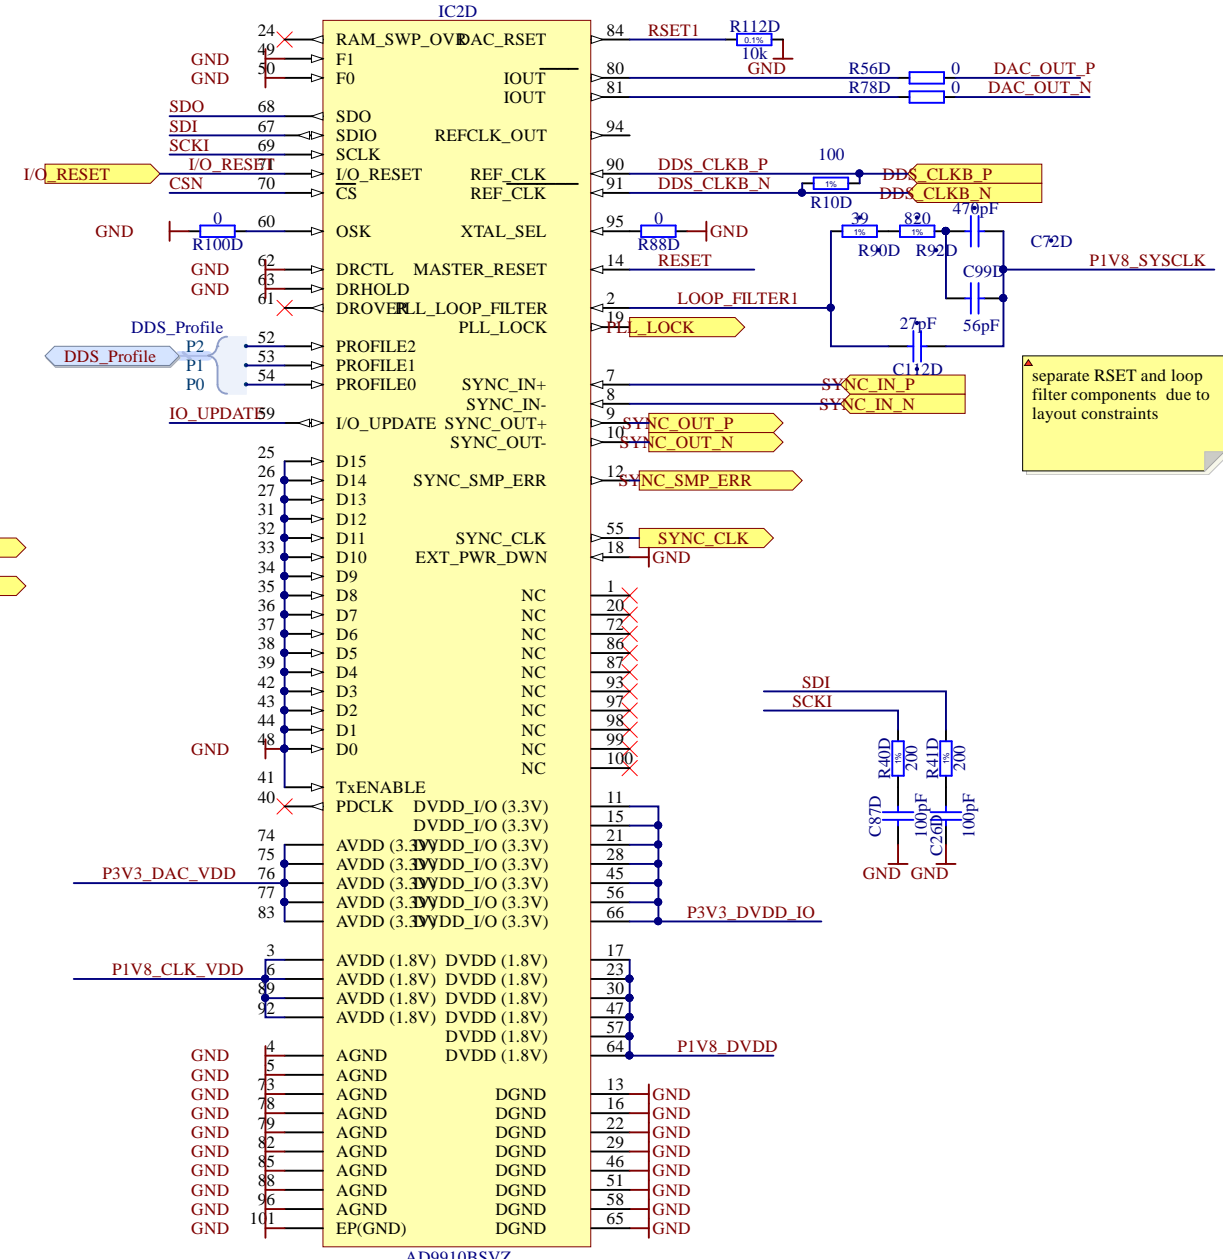 IC2D
24 RAM_SWP_OVR DAC_RSET 84 RSET1 R112D
0.1%
10k
GND
GND 49 F1
GND 50 F0 IOUT 80 R56D 0 DAC_OUT_P
IOUT 81 R78D 0 DAC_OUT_N
SDO 68 SDO
SDI 67 SDIO REFCLK_OUT 94
SCKI 69 SCLK
I/O_RESET I/O_RESET 71 I/O_RESET REF_CLK 90 DDS_CLKB_P 100 DDS_CLKB_P
CSN 70 CS REF_CLK 91 DDS_CLKB_N 1% DDS_CLKB_N
R10D
GND 0 R100D 60 OSK XTAL_SEL 95 0 R88D GND
39 820 470pF
1% 1%
R90D R92D C72D
GND 62 DRCTL MASTER_RESET 14 RESET C99D P1V8_SYSCLK
GND 63 DRHOLD
61 DROVER PLL_LOOP_FILTER 2 LOOP_FILTER1
PLL_LOCK 19 PLL_LOCK 27pF 56pF
C112D
DDS_Profile
DDS_Profile P2 52 PROFILE2
P1 53 PROFILE1
P0 54 PROFILE0 SYNC_IN+ 7 SYNC_IN_P
SYNC_IN- 8 SYNC_IN_N
separate RSET and loop
filter components due to
layout constraints
IO_UPDATE 59 I/O_UPDATE SYNC_OUT+ 9 SYNC_OUT_P
SYNC_OUT- 10 SYNC_OUT_N
25 D15
26 D14 SYNC_SMP_ERR 12 SYNC_SMP_ERR
27 D13
31 D12
32 D11 SYNC_CLK 55 SYNC_CLK
33 D10 EXT_PWR_DWN 18 GND
34 D9
35 D8 NC 1
36 D7 NC 20
37 D6 NC 72
38 D5 NC 86
39 D4 NC 87
42 D3 NC 93
43 D2 NC 97
44 D1 NC 98
GND 48 D0 NC 99
NC 100
SDI
SCKI
R40D 1% 200 R41D 1% 200
C87D 100pF C26D 100pF
GND GND
41 TxENABLE
40 PDCLK DVDD_I/O (3.3V) 11
DVDD_I/O (3.3V) 15
74 AVDD (3.3V) DVDD_I/O (3.3V) 21
75 AVDD (3.3V) DVDD_I/O (3.3V) 28
P3V3_DAC_VDD 76 AVDD (3.3V) DVDD_I/O (3.3V) 45
77 AVDD (3.3V) DVDD_I/O (3.3V) 56
83 AVDD (3.3V) DVDD_I/O (3.3V) 66 P3V3_DVDD_IO
3 AVDD (1.8V) DVDD (1.8V) 17
P1V8_CLK_VDD 6 AVDD (1.8V) DVDD (1.8V) 23
89 AVDD (1.8V) DVDD (1.8V) 30
92 AVDD (1.8V) DVDD (1.8V) 47
DVDD (1.8V) 57
GND 4 AGND DVDD (1.8V) 64 P1V8_DVDD
GND 5 AGND
GND 73 AGND DGND 13 GND
GND 78 AGND DGND 16 GND
GND 79 AGND DGND 22 GND
GND 82 AGND DGND 29 GND
GND 85 AGND DGND 46 GND
GND 88 AGND DGND 51 GND
GND 96 AGND DGND 58 GND
GND 101 EP(GND) DGND 65 GND
AD9910BSVZ